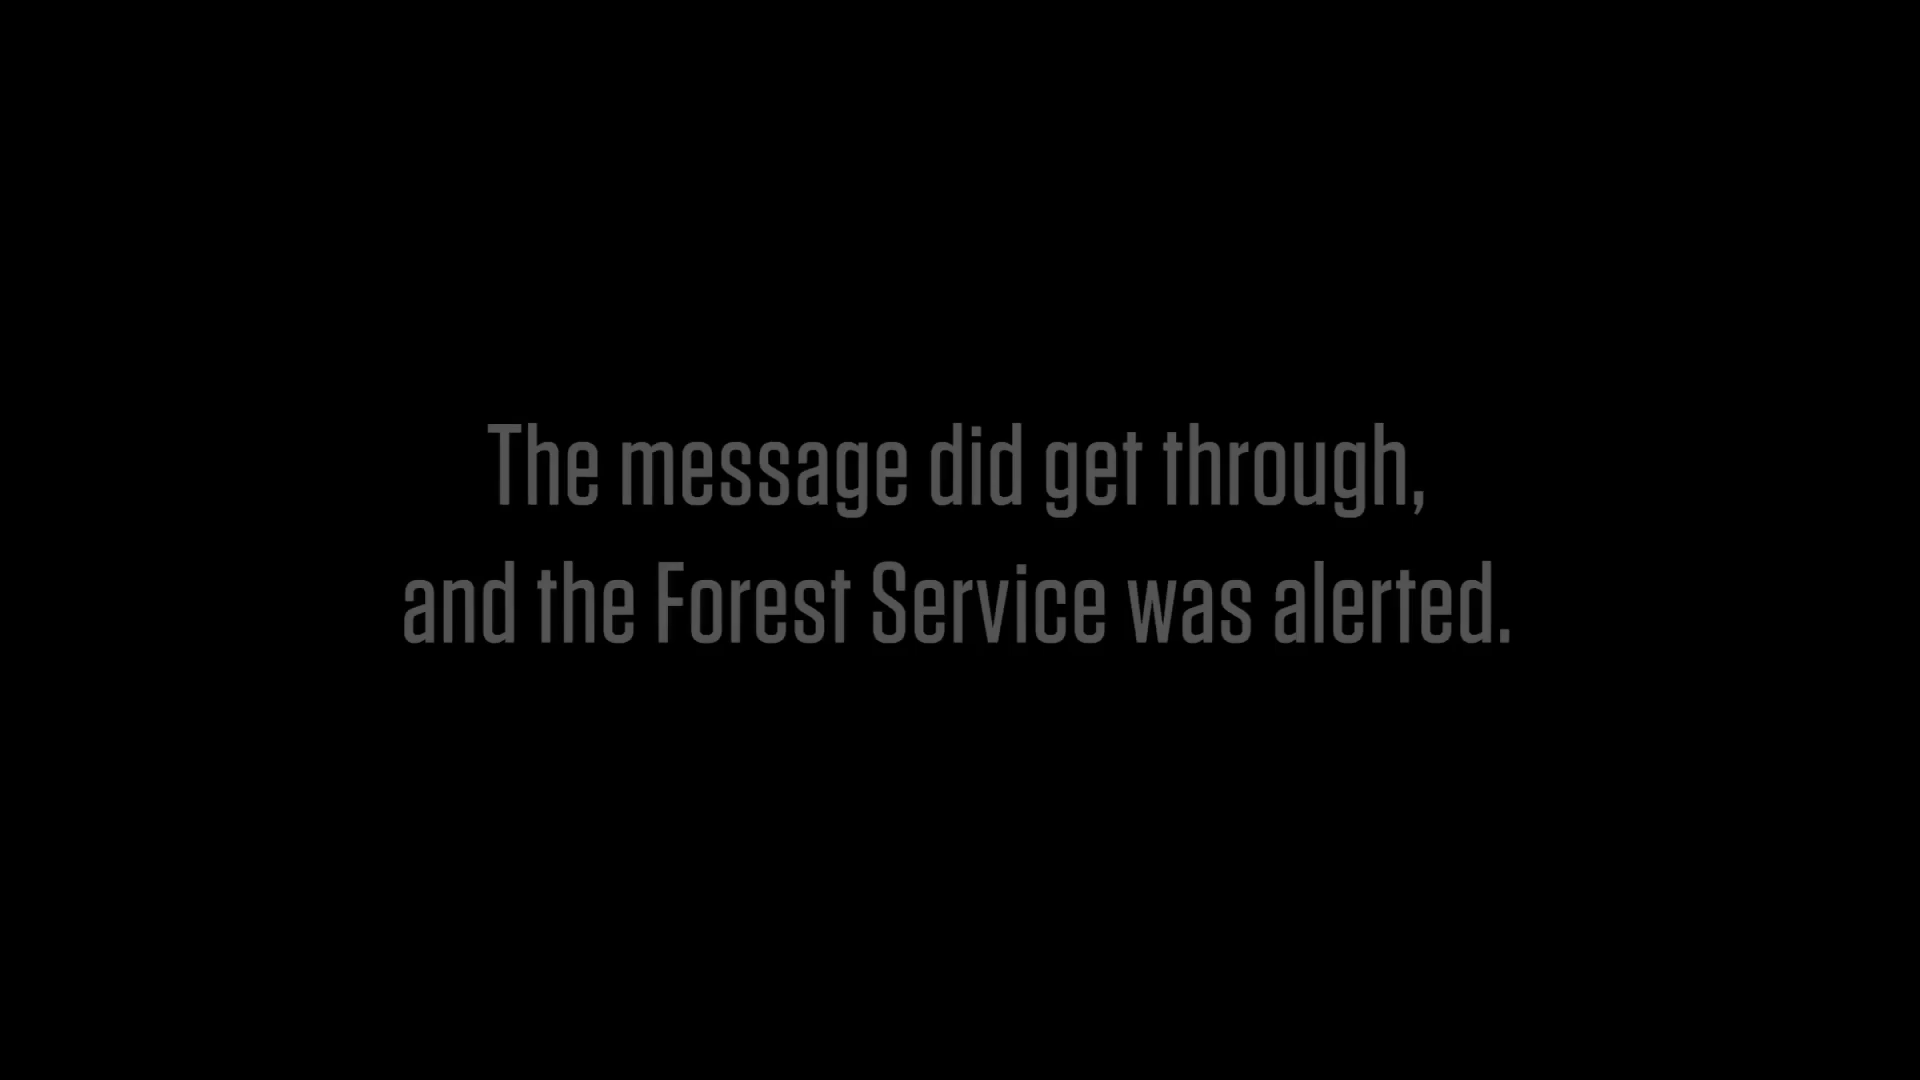 The message did get through,
and the Forest Service was alerted.